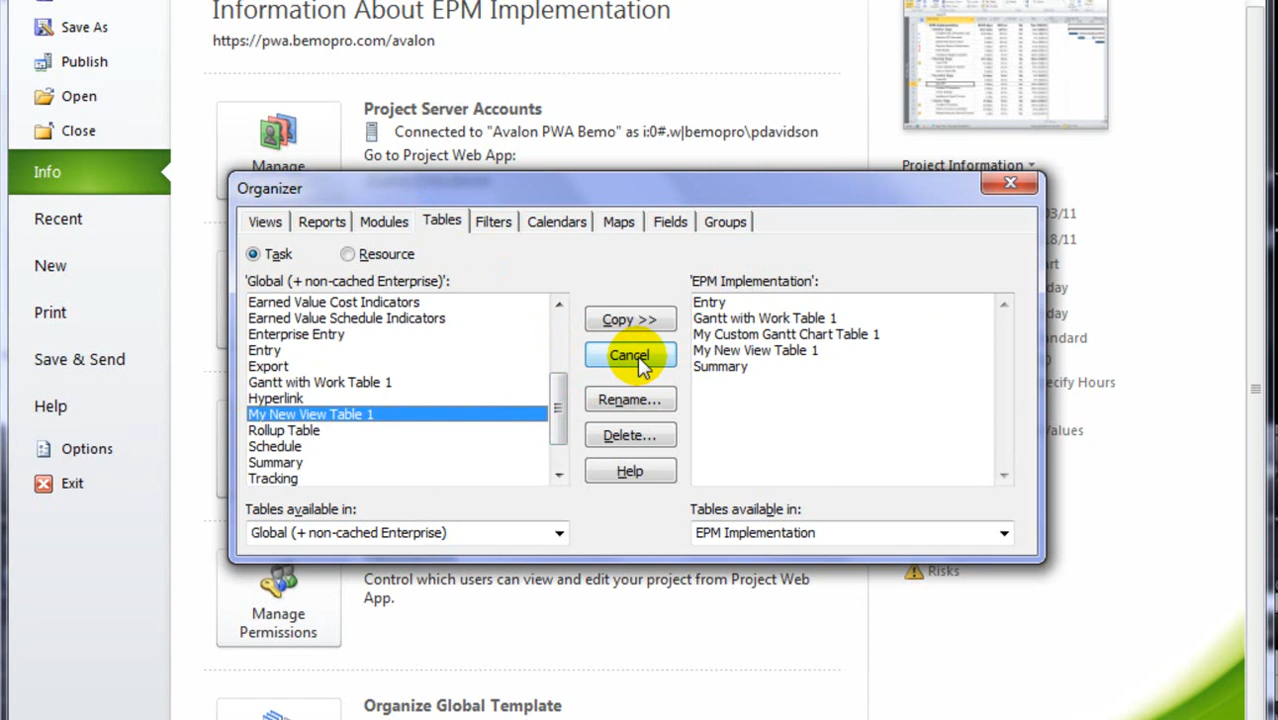 Information About EPM Implementation
https://pwa.bemopro.com/avalon
Save As
Publish
Open
Close
Info
Recent
New
Print
Save & Send
Help
Options
Exit
Project Server Accounts
Connected to "Avalon PWA Bemo" as i:0#.w|bemopro\pdavidson
Go to Project Web App:
Manage
Project Information
03/11
18/11
Organizer
Views
Reports
Modules
Tables
Filters
Calendars
Maps
Fields
Groups
Task
Resource
'Global (+ non-cached Enterprise)':
Earned Value Cost Indicators
Earned Value Schedule Indicators
Enterprise Entry
Entry
Export
Gantt with Work Table 1
Hyperlink
My New View Table 1
Rollup Table
Schedule
Summary
Tracking
Tables available in:
Global (+ non-cached Enterprise)
Copy >>
Cancel
Rename...
Delete...
Help
'EPM Implementation':
Entry
Gantt with Work Table 1
My Custom Gantt Chart Table 1
My New View Table 1
Summary
Tables available in:
EPM Implementation
ecify Hours
Values
Risks
Manage
Permissions
Control which users can view and edit your project from Project Web
App.
Organize Global Template